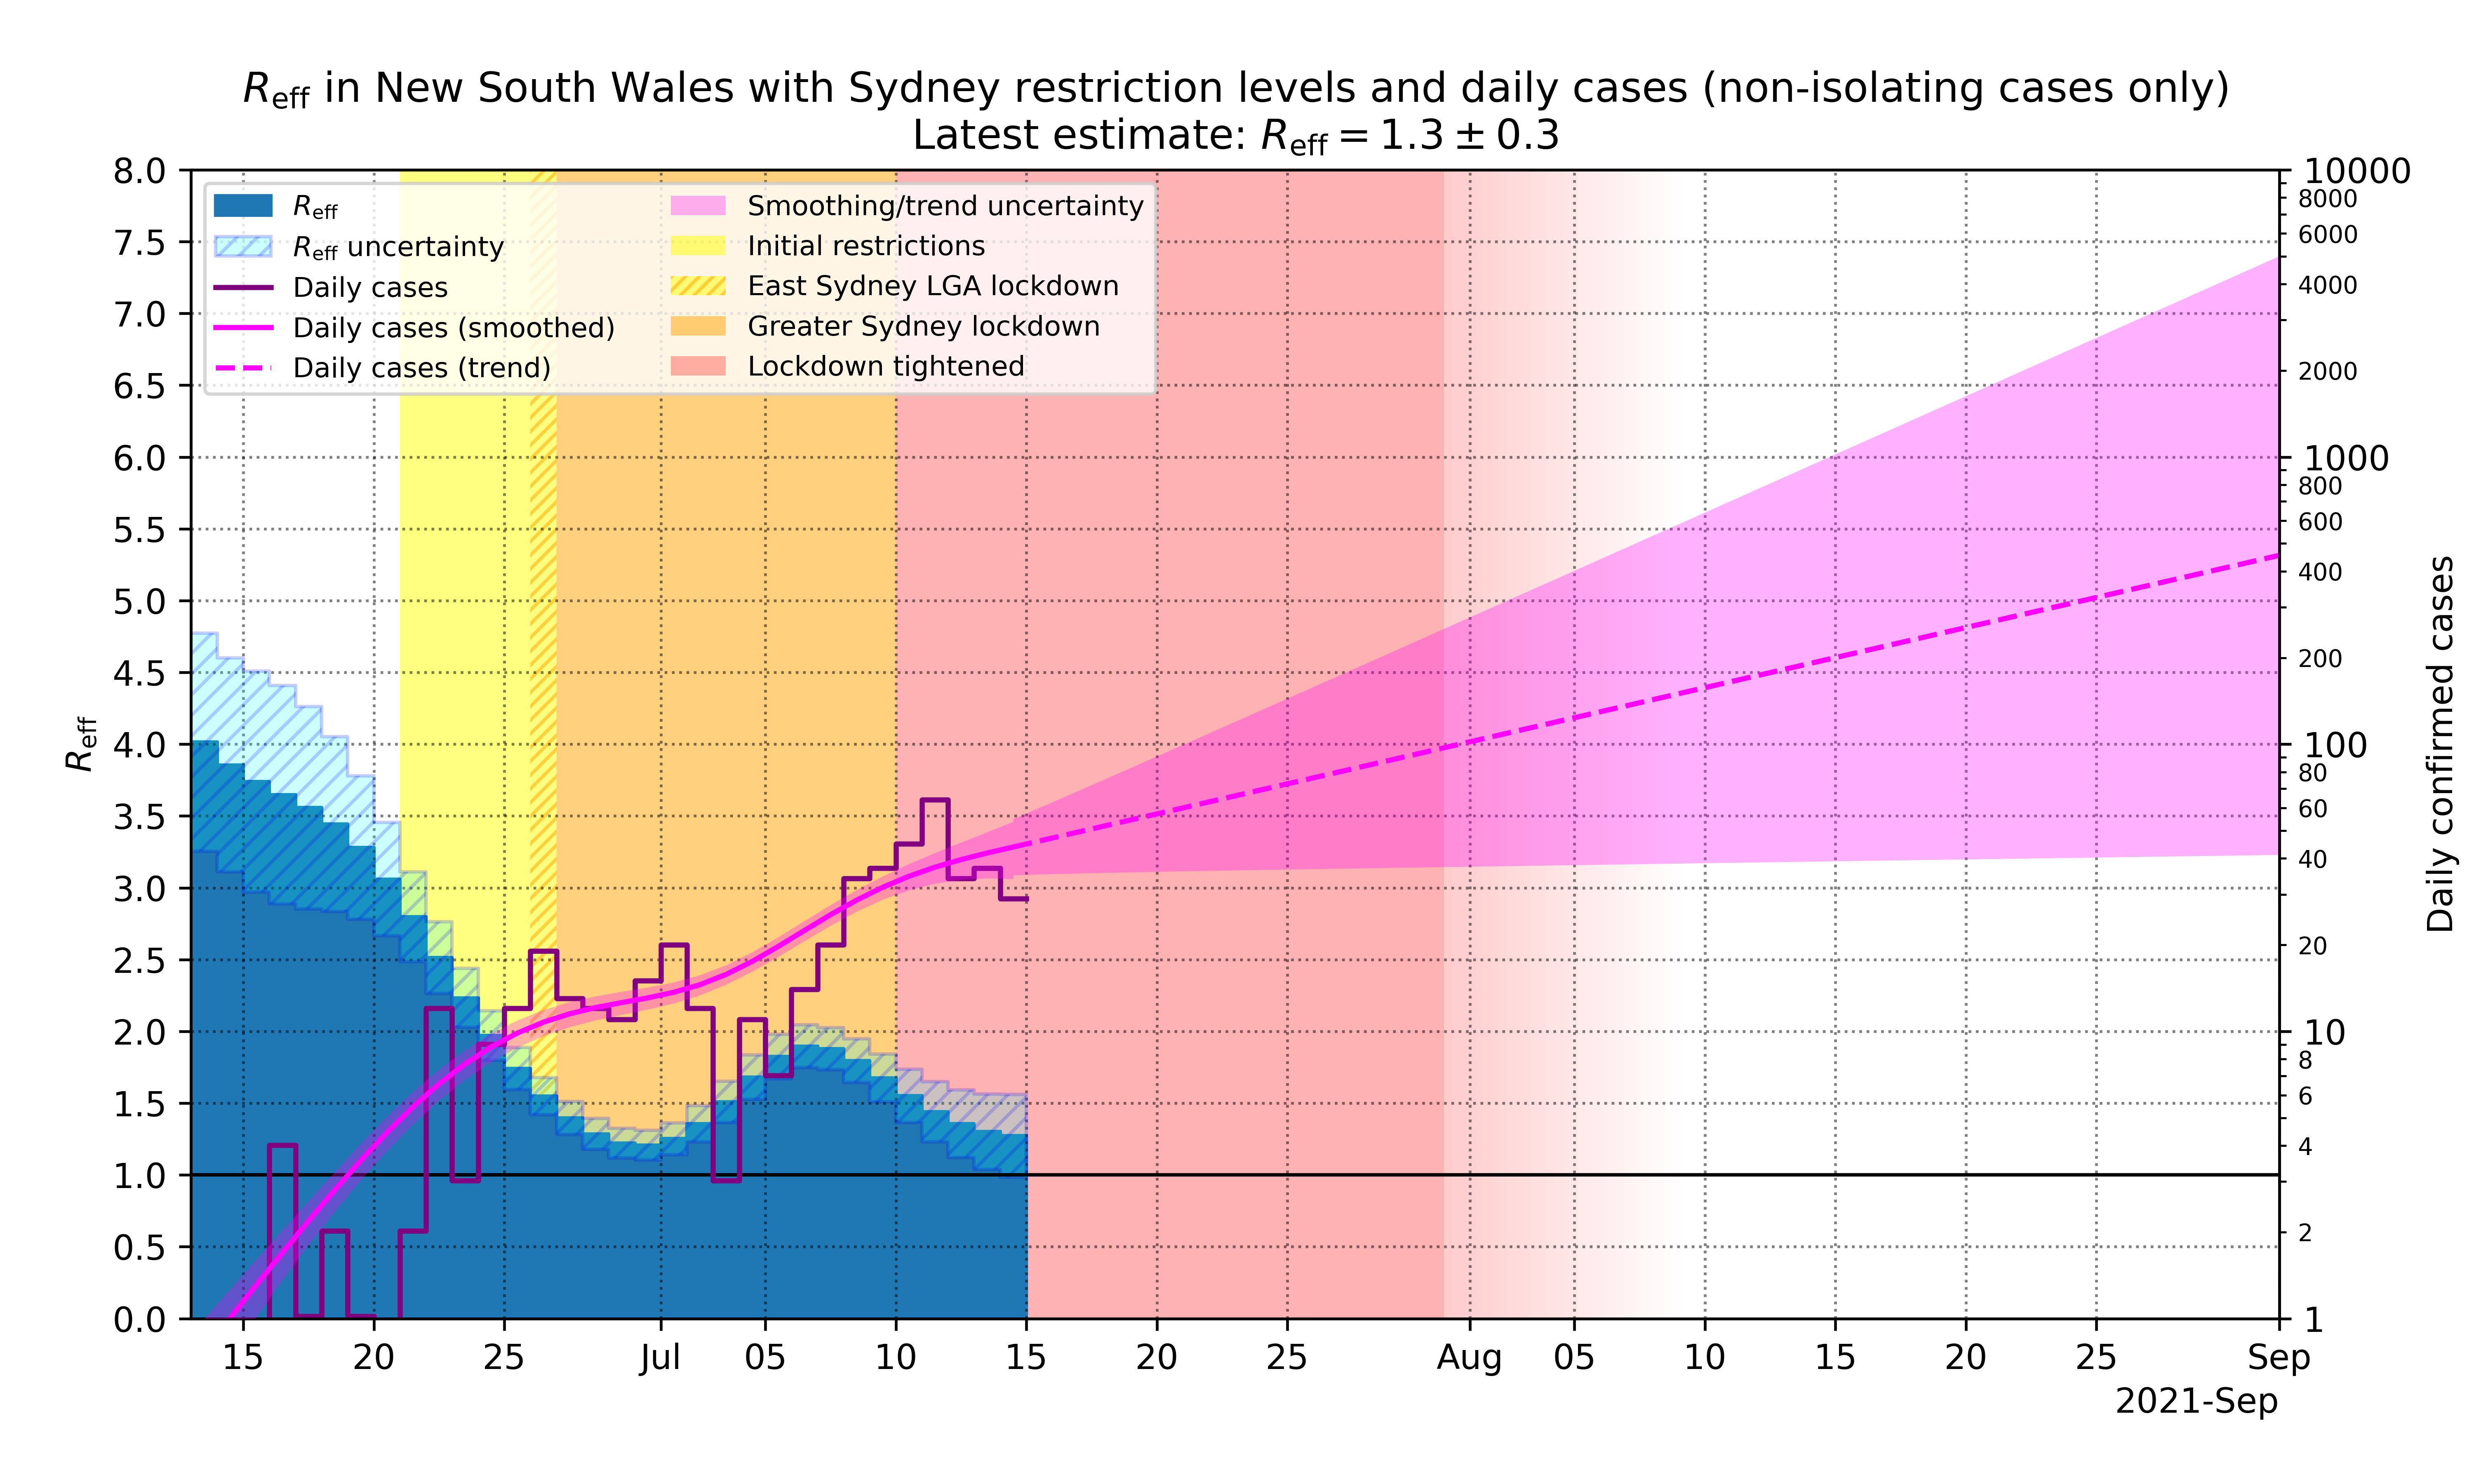 Reff in New South Wales with Sydney restriction levels and daily cases (non-isolating cases only)
Latest estimate: Reff = 1.3 ± 0.3
Reff
Reff uncertainty
Daily cases
Daily cases (smoothed)
Daily cases (trend)
Smoothing/trend uncertainty
Initial restrictions
East Sydney LGA lockdown
Greater Sydney lockdown
Lockdown tightened
Reff
8.0
7.5
7.0
6.5
6.0
5.5
5.0
4.5
4.0
3.5
3.0
2.5
2.0
1.5
1.0
0.5
0.0
10000
8000
6000
4000
2000
1000
800
600
400
200
100
80
60
40
20
10
8
6
4
2
1
Daily confirmed cases
15 20 25 Jul 05 10 15 20 25 Aug 05 10 15 20 25 Sep
2021-Sep